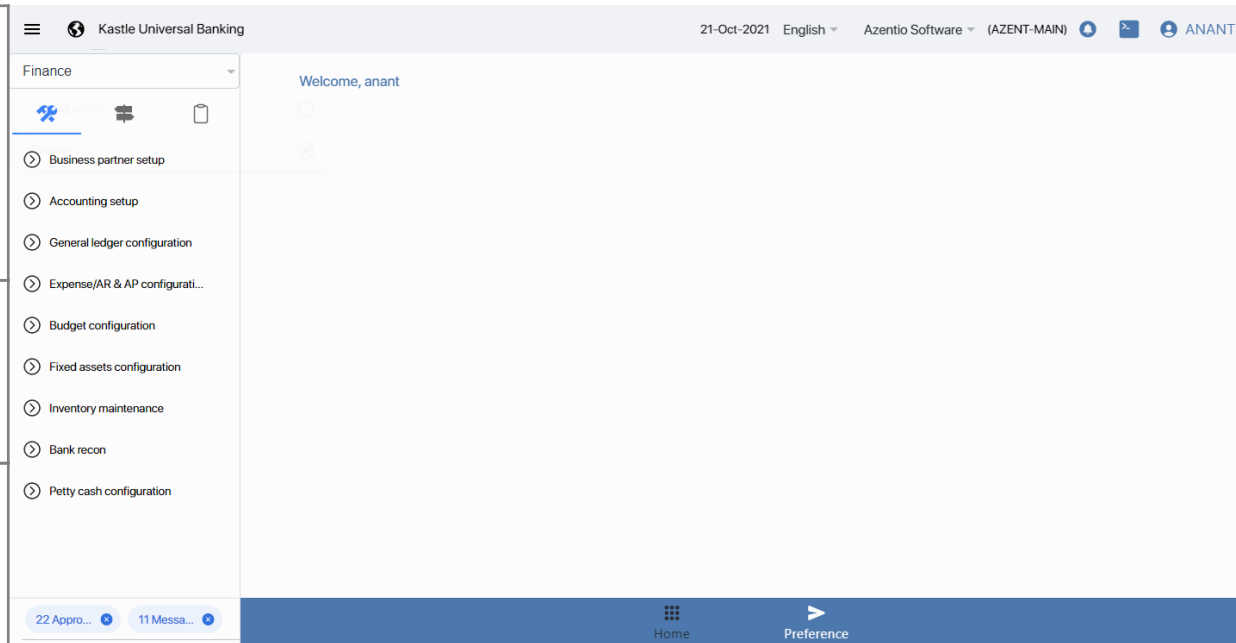 Kastle Universal Banking
21-Oct-2021 English Azentio Software (AZENT-MAIN) ANANT
Finance
Welcome, anant
Business partner setup
Accounting setup
General ledger configuration
Expense/AR & AP configurati...
Budget configuration
Fixed assets configuration
Inventory maintenance
Bank recon
Petty cash configuration
22 Appro... 11 Messa...
Home Preference